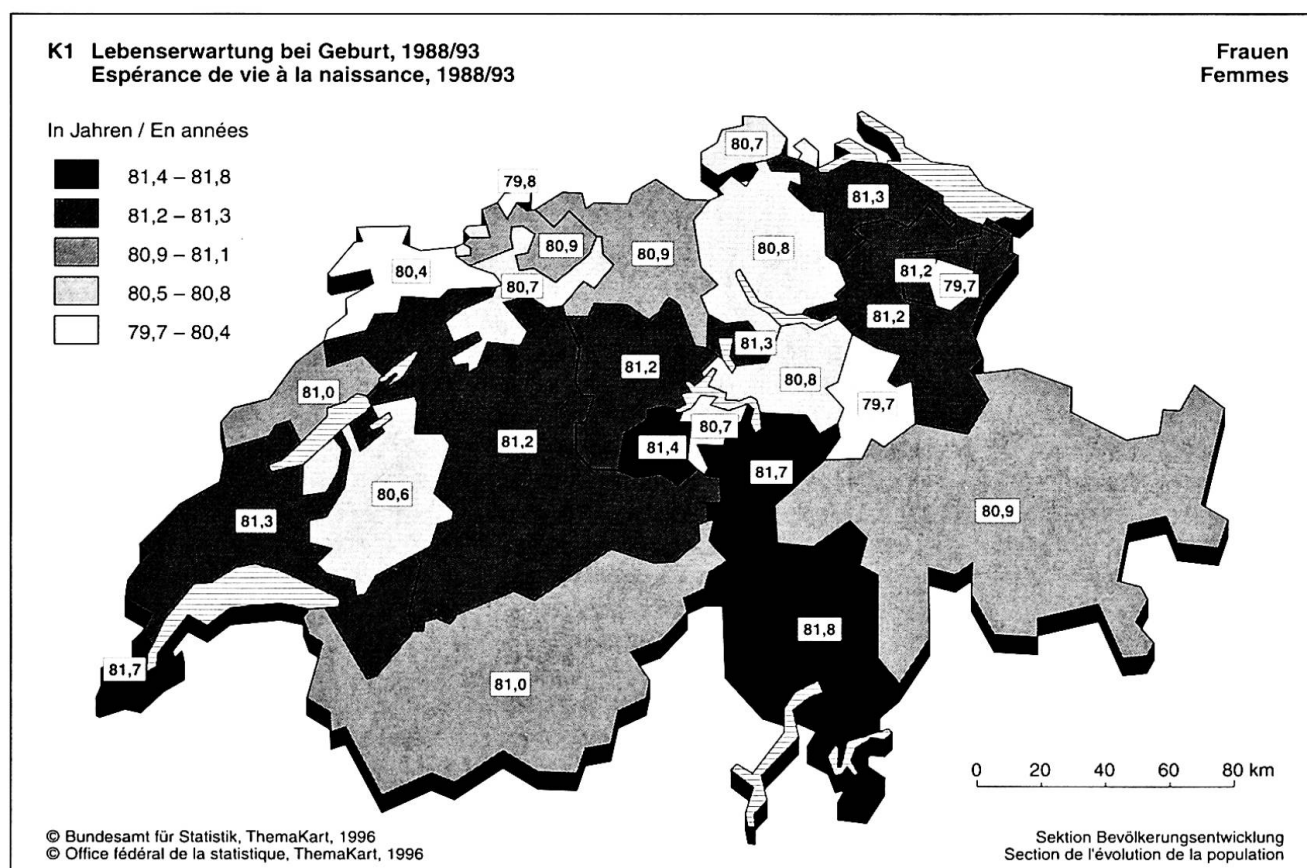 K1 Lebenserwartung bei Geburt, 1988/93
Espérance de vie à la naissance, 1988/93
Frauen
Femmes
In Jahren / En années
81,4 – 81,8
81,2 – 81,3
80,9 – 81,1
80,5 – 80,8
79,7 – 80,4
80,7
79,8
81,3
80,9
80,9
80,8
80,4
81,2
79,7
80,7
81,2
81,3
81,2
80,8
81,0
79,7
80,7
81,2
81,4
81,7
80,6
80,9
81,3
81,8
81,7
81,0
0 20 40 60 80 km
© Bundesamt für Statistik, ThemaKart, 1996
© Office fédéral de la statistique, ThemaKart, 1996
Sektion Bevölkerungsentwicklung
Section de l'évolution de la population